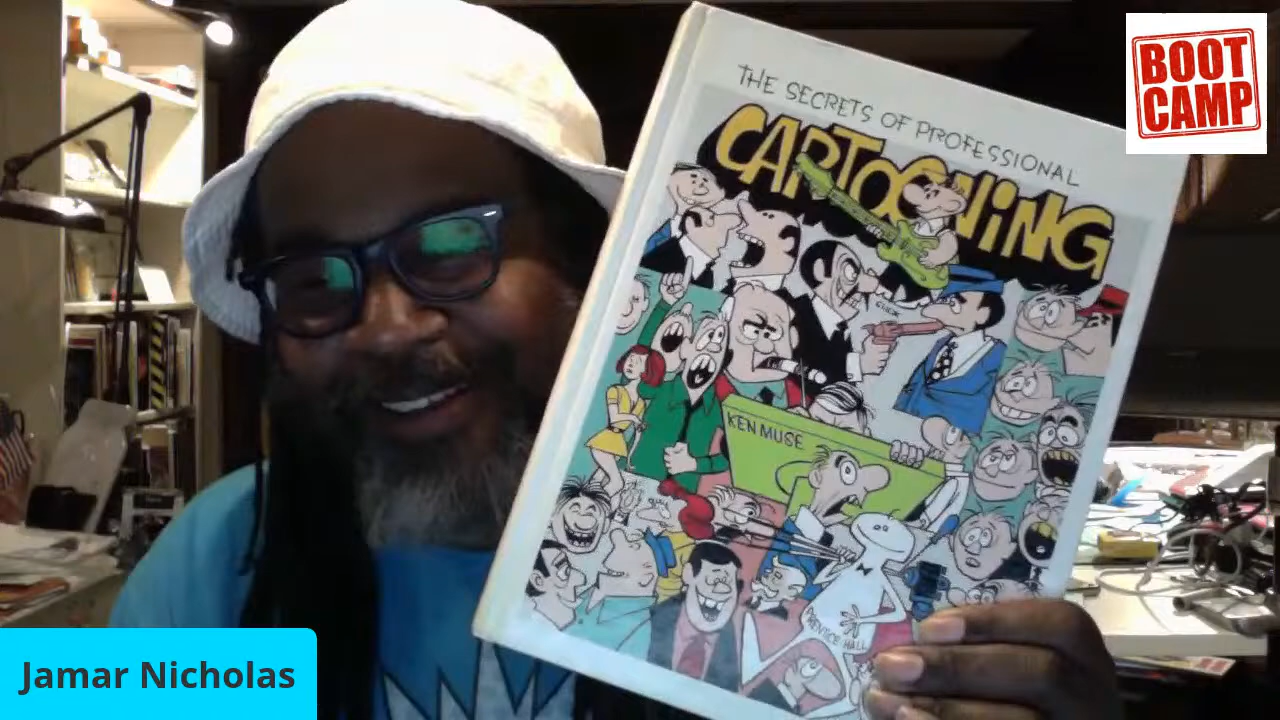 BOOT
CAMP
THE SECRETS OF PROFESSIONAL
CARTOONING
KEN MUSE
Jamar Nicholas